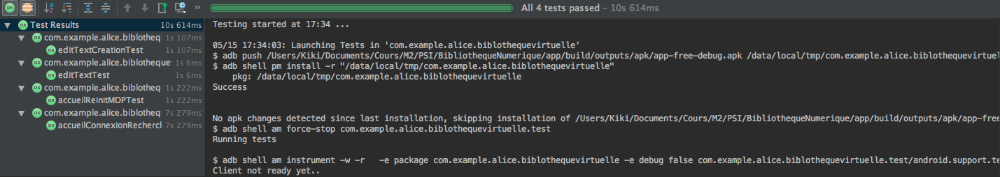 All 4 tests passed – 10s 614ms
Test Results 10s 614ms
com.example.alice.biblotheq 1s 107ms
editTextCreationTest 1s 107ms
com.example.alice.biblothequev 1s 6ms
editTextTest 1s 6ms
com.example.alice.biblotheq 1s 222ms
accueilReinitMDPTest 1s 222ms
com.example.alice.biblotheq 7s 279ms
accueilConnexionRecherch 7s 279ms
Testing started at 17:34 ...
05/15 17:34:03: Launching Tests in 'com.example.alice.biblothequevirtuelle'
$ adb push /Users/Kiki/Documents/Cours/M2/PSI/BibliothequeNumerique/app/build/outputs/apk/app-free-debug.apk /data/local/tmp/com.example.alice.biblothequevirtuel
$ adb shell pm install -r "/data/local/tmp/com.example.alice.biblothequevirtuelle"
pkg: /data/local/tmp/com.example.alice.biblothequevirtuelle
Success
No apk changes detected since last installation, skipping installation of /Users/Kiki/Documents/Cours/M2/PSI/BibliothequeNumerique/app/build/outputs/apk/app-free
$ adb shell am force-stop com.example.alice.biblothequevirtuelle.test
Running tests
$ adb shell am instrument -w -r -e package com.example.alice.biblothequevirtuelle -e debug false com.example.alice.biblothequevirtuelle.test/android.support.te
Client not ready yet..